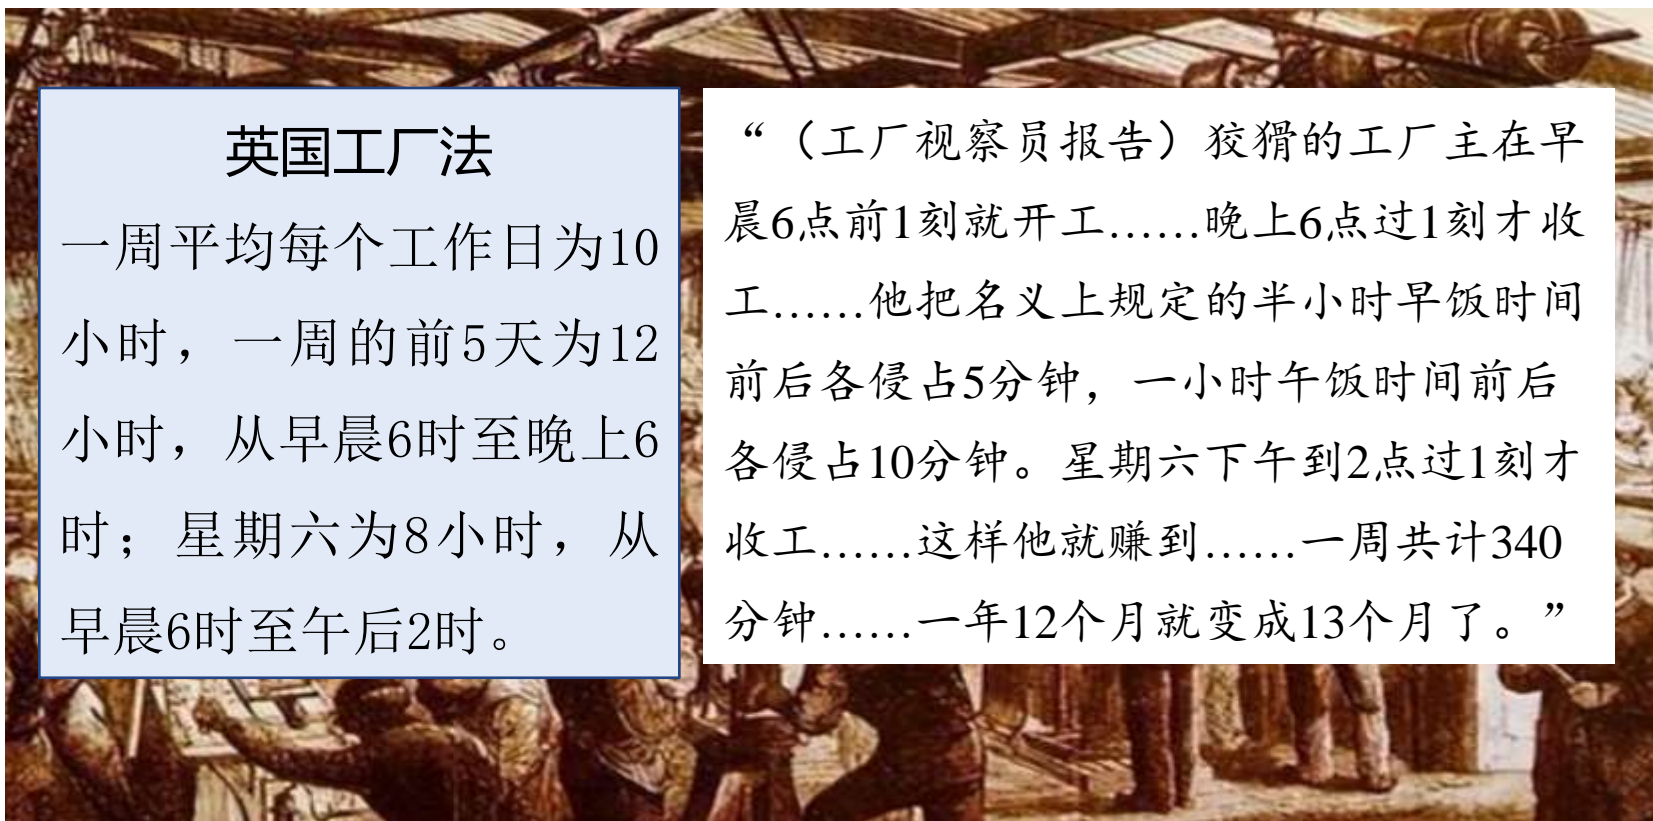 英国工厂法
一周平均每个工作日为10
小时，一周的前5天为12
小时，从早晨6时至晚上6
时；星期六为8小时，从
早晨6时至午后2时。
“（工厂视察员报告）狡猾的工厂主在早
晨6点前1刻就开工……晚上6点过1刻才收
工……他把名义上规定的半小时早饭时间
前后各侵占5分钟，一小时午饭时间前后
各侵占10分钟。星期六下午到2点过1刻才
收工……这样他就赚到……一周共计340
分钟……一年12个月就变成13个月了。”